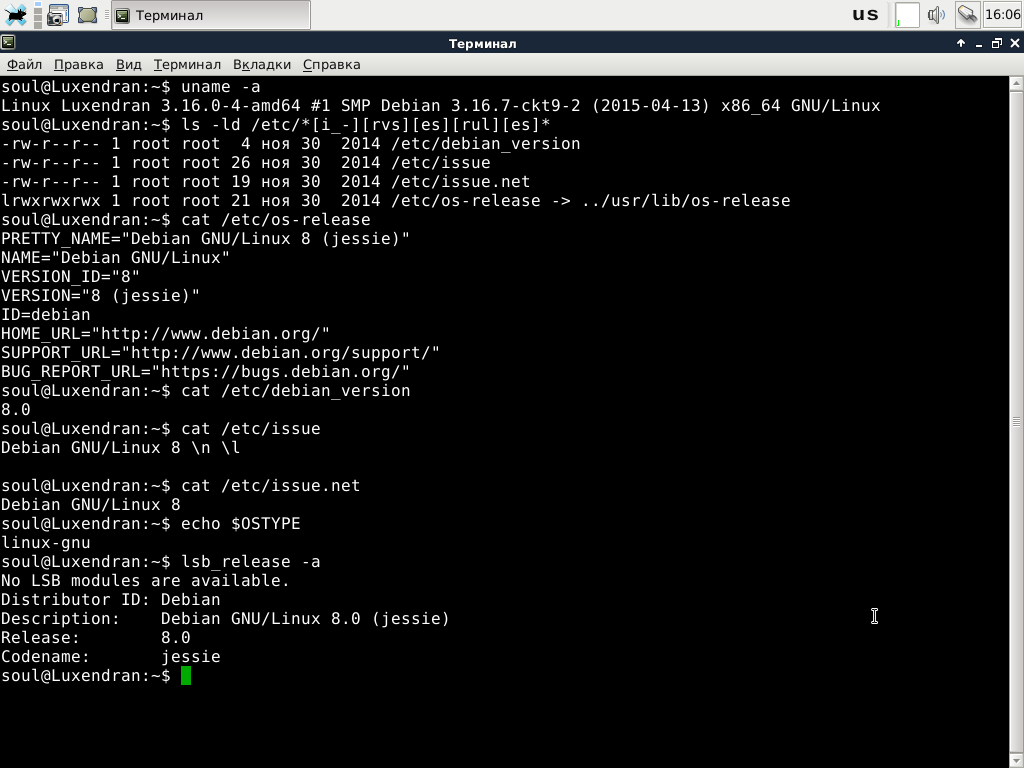 Терминал
us
16:06
Терминал
Файл Правка Вид Терминал Вкладки Справка
soul@Luxendran:~$ uname -a
Linux Luxendran 3.16.0-4-amd64 #1 SMP Debian 3.16.7-ckt9-2 (2015-04-13) x86_64 GNU/Linux
soul@Luxendran:~$ ls -ld /etc/*[i_-][rvs][es][rul][es]*
-rw-r--r-- 1 root root  4 ноя 30  2014 /etc/debian_version
-rw-r--r-- 1 root root 26 ноя 30  2014 /etc/issue
-rw-r--r-- 1 root root 19 ноя 30  2014 /etc/issue.net
lrwxrwxrwx 1 root root 21 ноя 30  2014 /etc/os-release -> ../usr/lib/os-release
soul@Luxendran:~$ cat /etc/os-release
PRETTY_NAME="Debian GNU/Linux 8 (jessie)"
NAME="Debian GNU/Linux"
VERSION_ID="8"
VERSION="8 (jessie)"
ID=debian
HOME_URL="http://www.debian.org/"
SUPPORT_URL="http://www.debian.org/support/"
BUG_REPORT_URL="https://bugs.debian.org/"
soul@Luxendran:~$ cat /etc/debian_version
8.0
soul@Luxendran:~$ cat /etc/issue
Debian GNU/Linux 8 \n \l
soul@Luxendran:~$ cat /etc/issue.net
Debian GNU/Linux 8
soul@Luxendran:~$ echo $OSTYPE
linux-gnu
soul@Luxendran:~$ lsb_release -a
No LSB modules are available.
Distributor ID: Debian
Description:    Debian GNU/Linux 8.0 (jessie)
Release:        8.0
Codename:       jessie
soul@Luxendran:~$